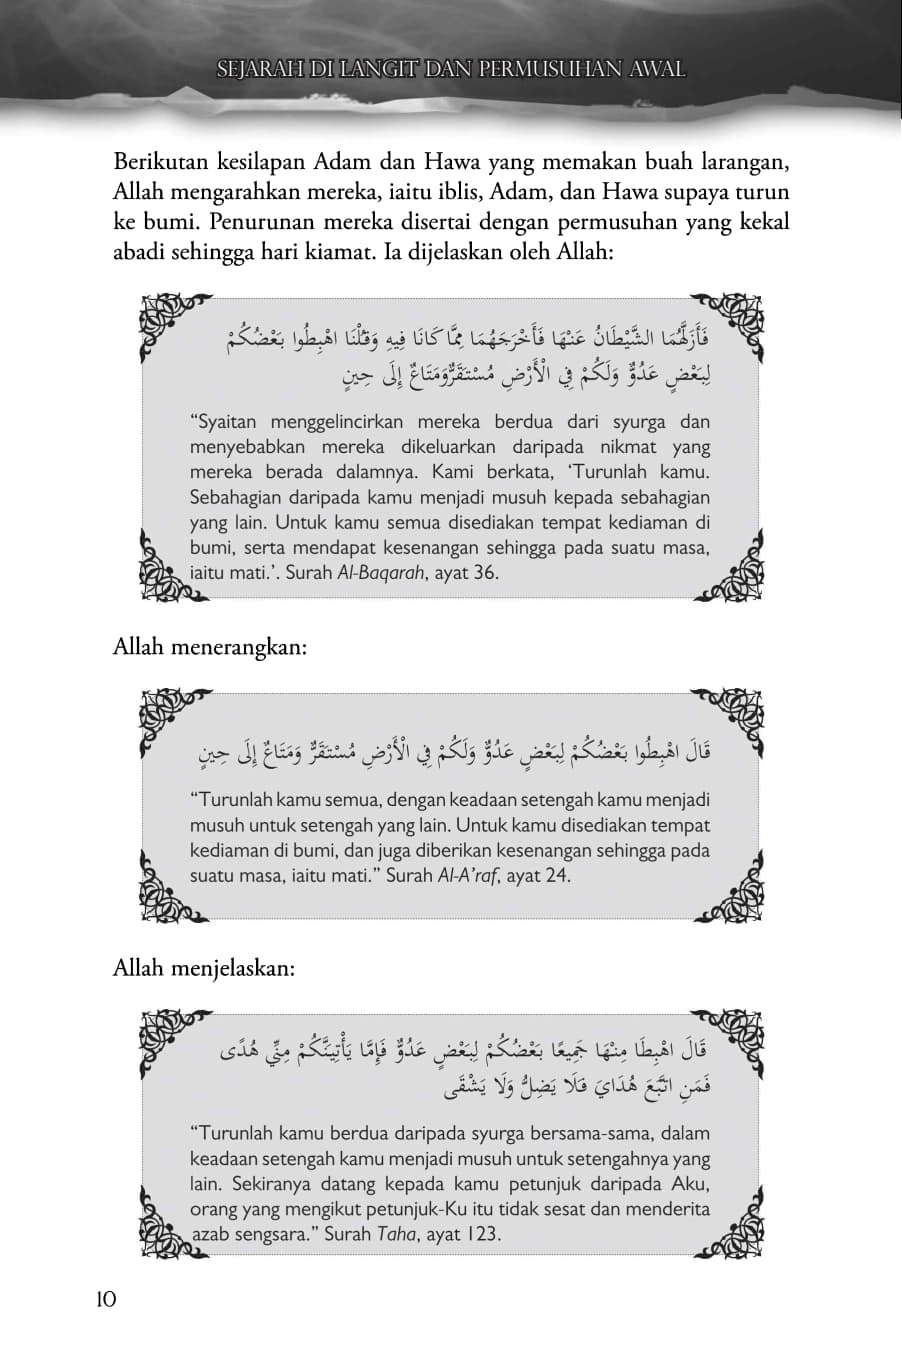 SEJARAH DI LANGIT DAN PERMUSUHAN AWAL
Berikutan kesilapan Adam dan Hawa yang memakan buah larangan,
Allah mengarahkan mereka, iaitu iblis, Adam, dan Hawa supaya turun
ke bumi. Penurunan mereka disertai dengan permusuhan yang kekal
abadi sehingga hari kiamat. Ia dijelaskan oleh Allah:
فَأَزَلَّهُمَا الشَّيْطَانُ عَنْهَا فَأَخْرَجَهُمَا مِمَّا كَانَا فِيهِ وَقُلْنَا اهْبِطُوا بَعْضُكُمْ
لِبَعْضٍ عَدُوٌّ وَلَكُمْ فِي الْأَرْضِ مُسْتَقَرٌّوَمَتَاعٌ إِلَى حِينٍ
“Syaitan menggelincirkan mereka berdua dari syurga dan
menyebabkan mereka dikeluarkan daripada nikmat yang
mereka berada dalamnya. Kami berkata, ‘Turunlah kamu.
Sebahagian daripada kamu menjadi musuh kepada sebahagian
yang lain. Untuk kamu semua disediakan tempat kediaman di
bumi, serta mendapat kesenangan sehingga pada suatu masa,
iaitu mati.’. Surah Al-Baqarah, ayat 36.
Allah menerangkan:
قَالَ اهْبِطُوا بَعْضُكُمْ لِبَعْضٍ عَدُوٌّ وَلَكُمْ فِي الْأَرْضِ مُسْتَقَرٌّ وَمَتَاعٌ إِلَى حِينٍ
“Turunlah kamu semua, dengan keadaan setengah kamu menjadi
musuh untuk setengah yang lain. Untuk kamu disediakan tempat
kediaman di bumi, dan juga diberikan kesenangan sehingga pada
suatu masa, iaitu mati.” Surah Al-A’raf, ayat 24.
Allah menjelaskan:
قَالَ اهْبِطَا مِنْهَا جَمِيعًا بَعْضُكُمْ لِبَعْضٍ عَدُوٌّ فَإِمَّا يَأْتِيَنَّكُمْ مِنِّي هُدًى
فَمَنِ اتَّبَعَ هُدَايَ فَلَا يَضِلُّ وَلَا يَشْقَى
“Turunlah kamu berdua daripada syurga bersama-sama, dalam
keadaan setengah kamu menjadi musuh untuk setengahnya yang
lain. Sekiranya datang kepada kamu petunjuk daripada Aku,
orang yang mengikut petunjuk-Ku itu tidak sesat dan menderita
azab sengsara.” Surah Taha, ayat 123.
10